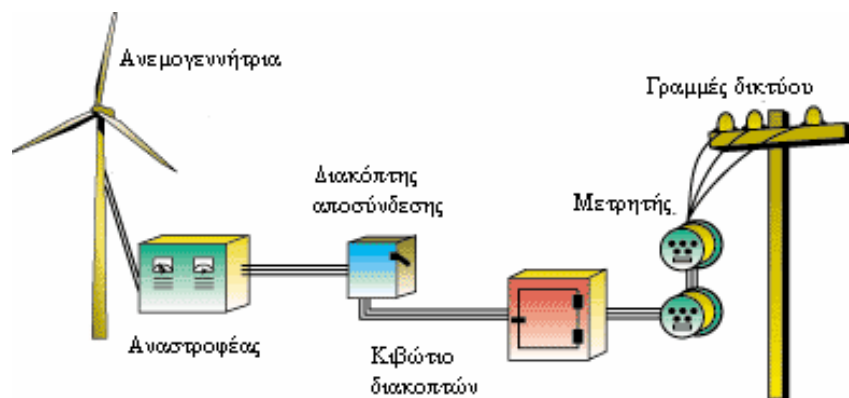 Ανεμογεννήτρια
Γραμμές δικτύου
Διακόπτης
αποσύνδεσης
Μετρητής
Αναστροφέας
Κιβώτιο
διακοπτών